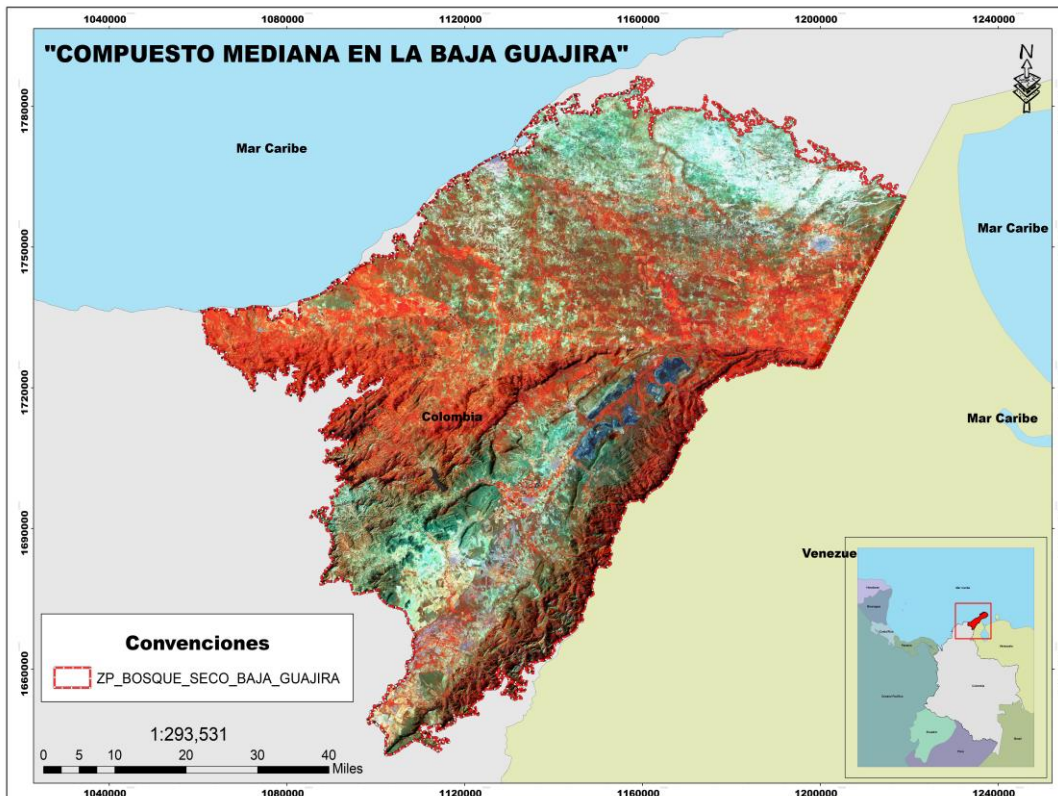 1040000 1080000 1120000 1160000 1200000 1240000
"COMPUESTO MEDIANA EN LA BAJA GUAJIRA"
N
1780000
Mar Caribe
Mar Caribe
1750000
1720000
Colombia
Mar Caribe
1690000
Venezue
Convenciones
ZP_BOSQUE_SECO_BAJA_GUAJIRA
1660000
1:293,531
0 5 10 20 30 40
Miles
1040000 1080000 1120000 1160000 1200000 1240000